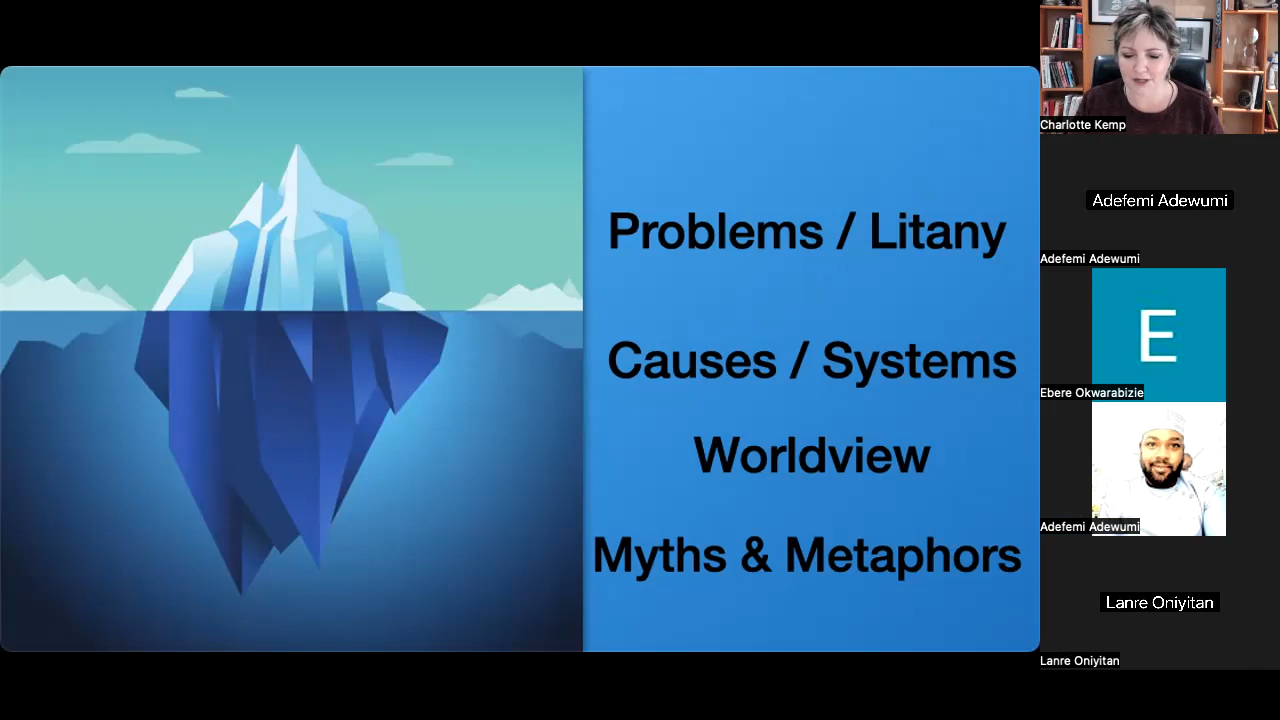 Problems / Litany
Causes / Systems
Worldview
Myths & Metaphors
Charlotte Kemp
Adefemi Adewumi
Adefemi Adewumi
E
Ebere Okwarabizie
Adefemi Adewumi
Lanre Oniyitan
Lanre Oniyitan